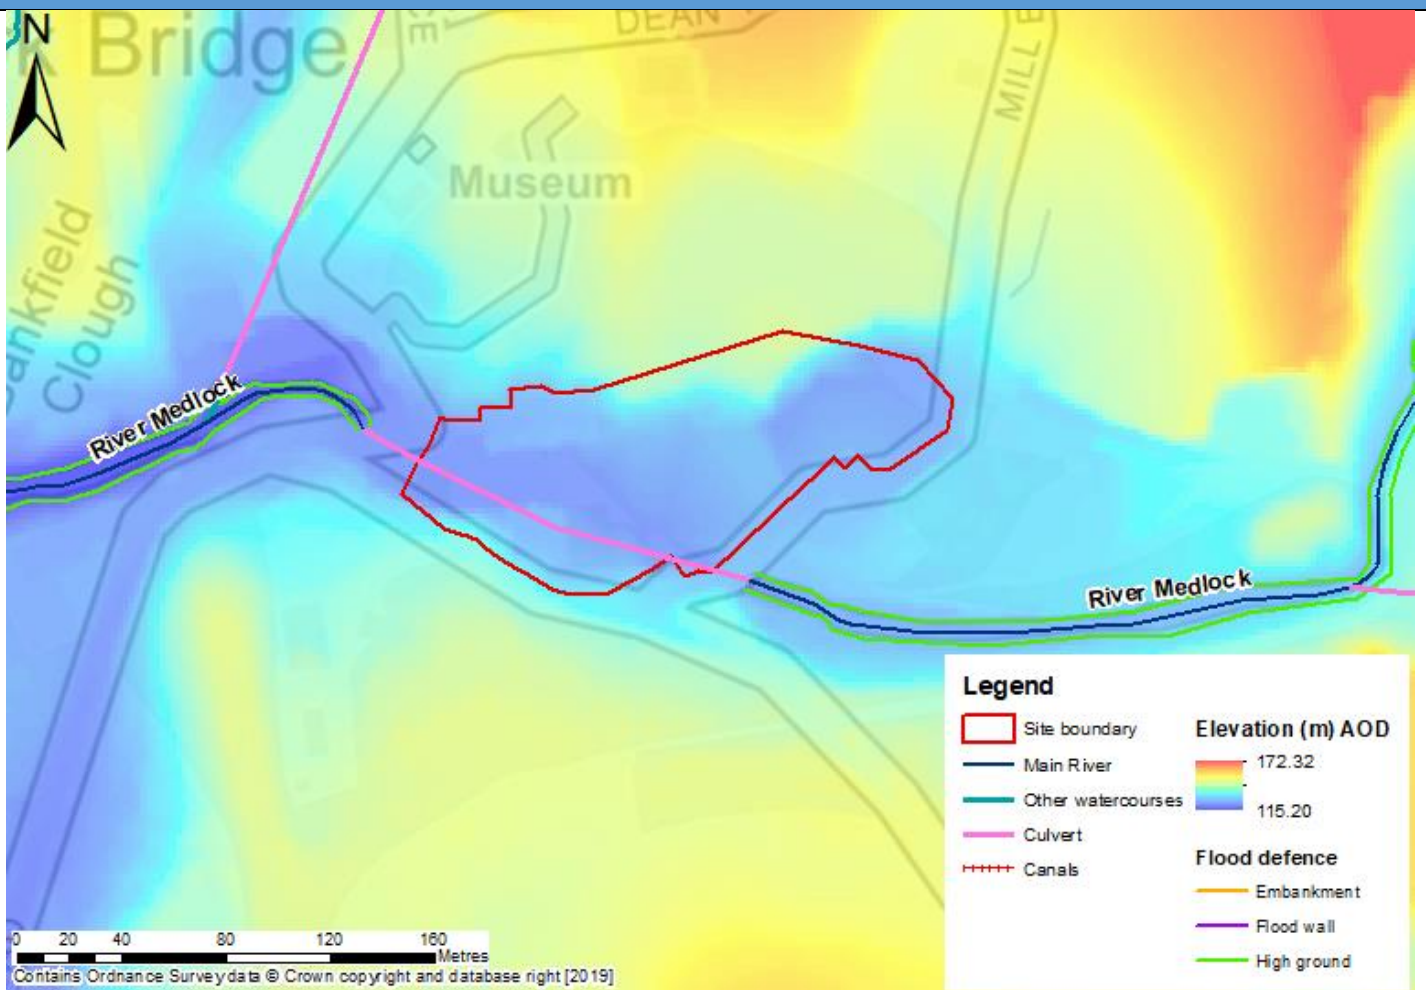 N
k Bridge
DEAN
MILL B
Museum
Bankfield
Clough
River Medlock
River Medlock
Legend
Site boundary
Main River
Other watercourses
Culvert
Canals
Elevation (m) AOD
172.32
115.20
Flood defence
Embankment
Flood wall
High ground
0 20 40 80 120 160
Metres
Contains Ordnance Survey data © Crown copyright and database right [2019]